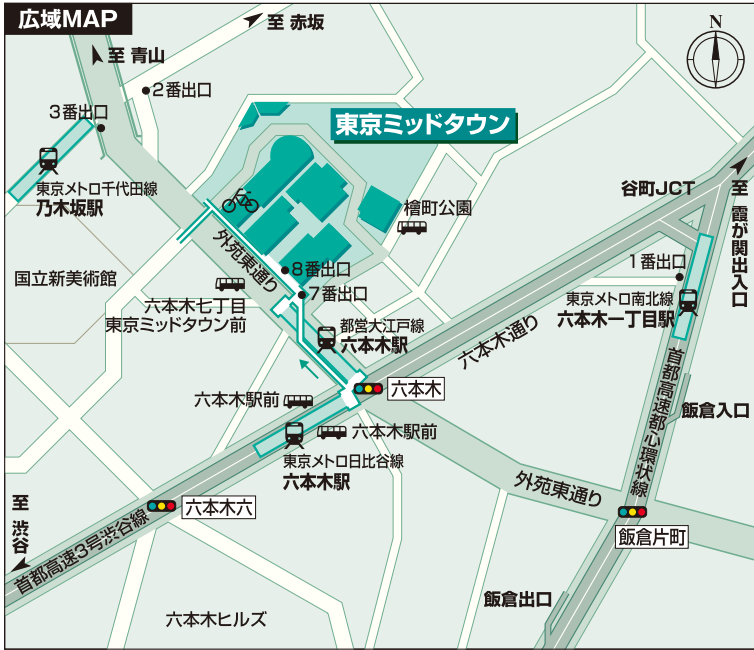 広域MAP
至 赤坂
N
至 青山
2番出口
3番出口
東京ミッドタウン
東京メトロ千代田線
乃木坂駅
谷町JCT
至 霞が関出入口
檜町公園
外苑東通り
国立新美術館
8番出口
7番出口
1番出口
六本木七丁目
東京ミッドタウン前
都営大江戸線
六本木駅
東京メトロ南北線
六本木一丁目駅
六本木通り
六本木
六本木駅前
六本木駅前
東京メトロ日比谷線
六本木駅
首都高速都心環状線
飯倉入口
外苑東通り
至 渋谷
首都高速3号渋谷線
六本木六
飯倉片町
飯倉出口
六本木ヒルズ